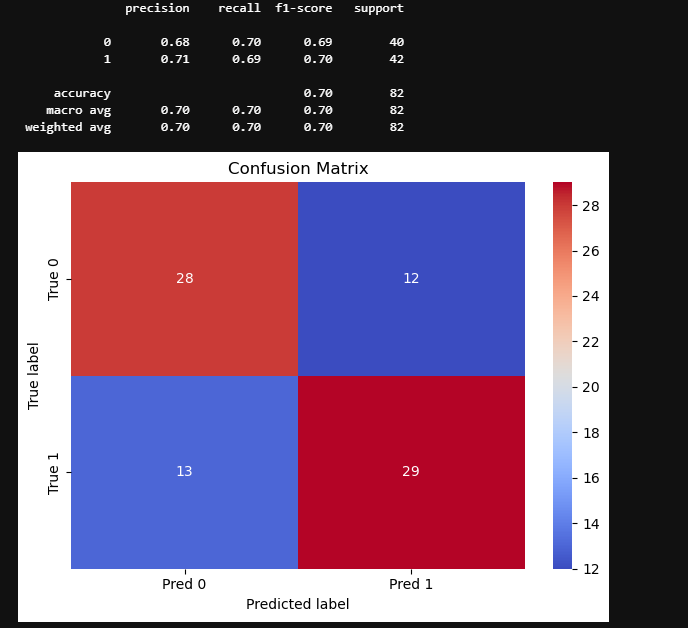 precision recall f1-score support
0 0.68 0.70 0.69 40
1 0.71 0.69 0.70 42
accuracy 0.70 82
macro avg 0.70 0.70 0.70 82
weighted avg 0.70 0.70 0.70 82
Confusion Matrix
True label
True 0
True 1
28 12
13 29
Pred 0 Pred 1
Predicted label
28
26
24
22
20
18
16
14
12